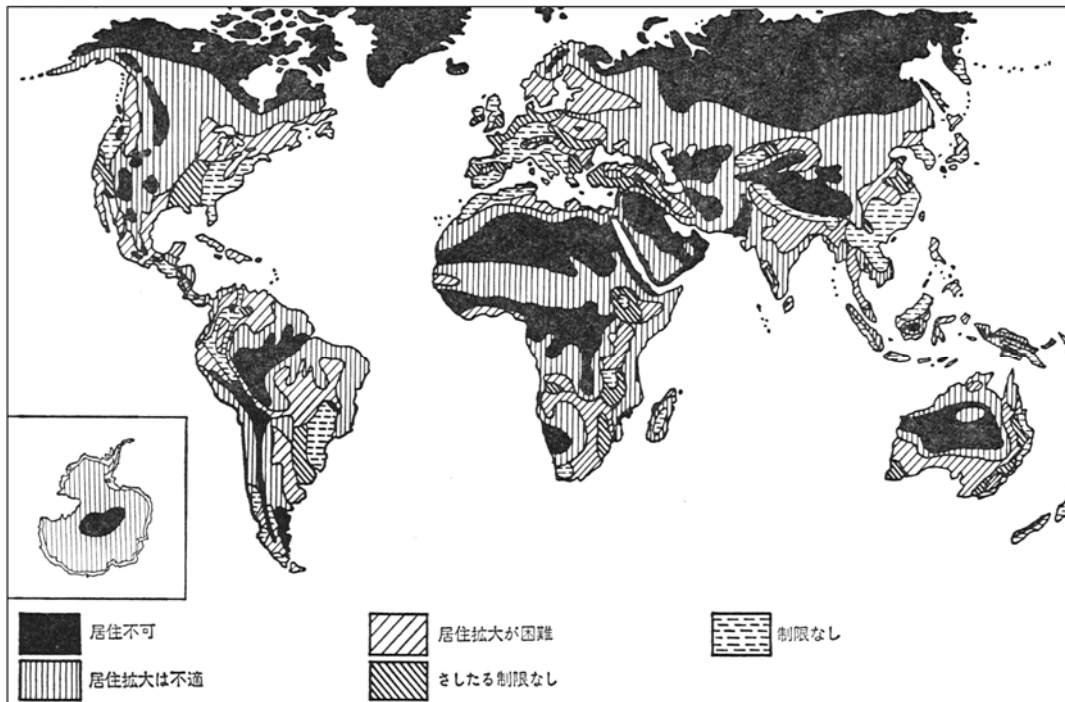 居住不可
居住拡大は不適
居住拡大が困難
さしたる制限なし
制限なし